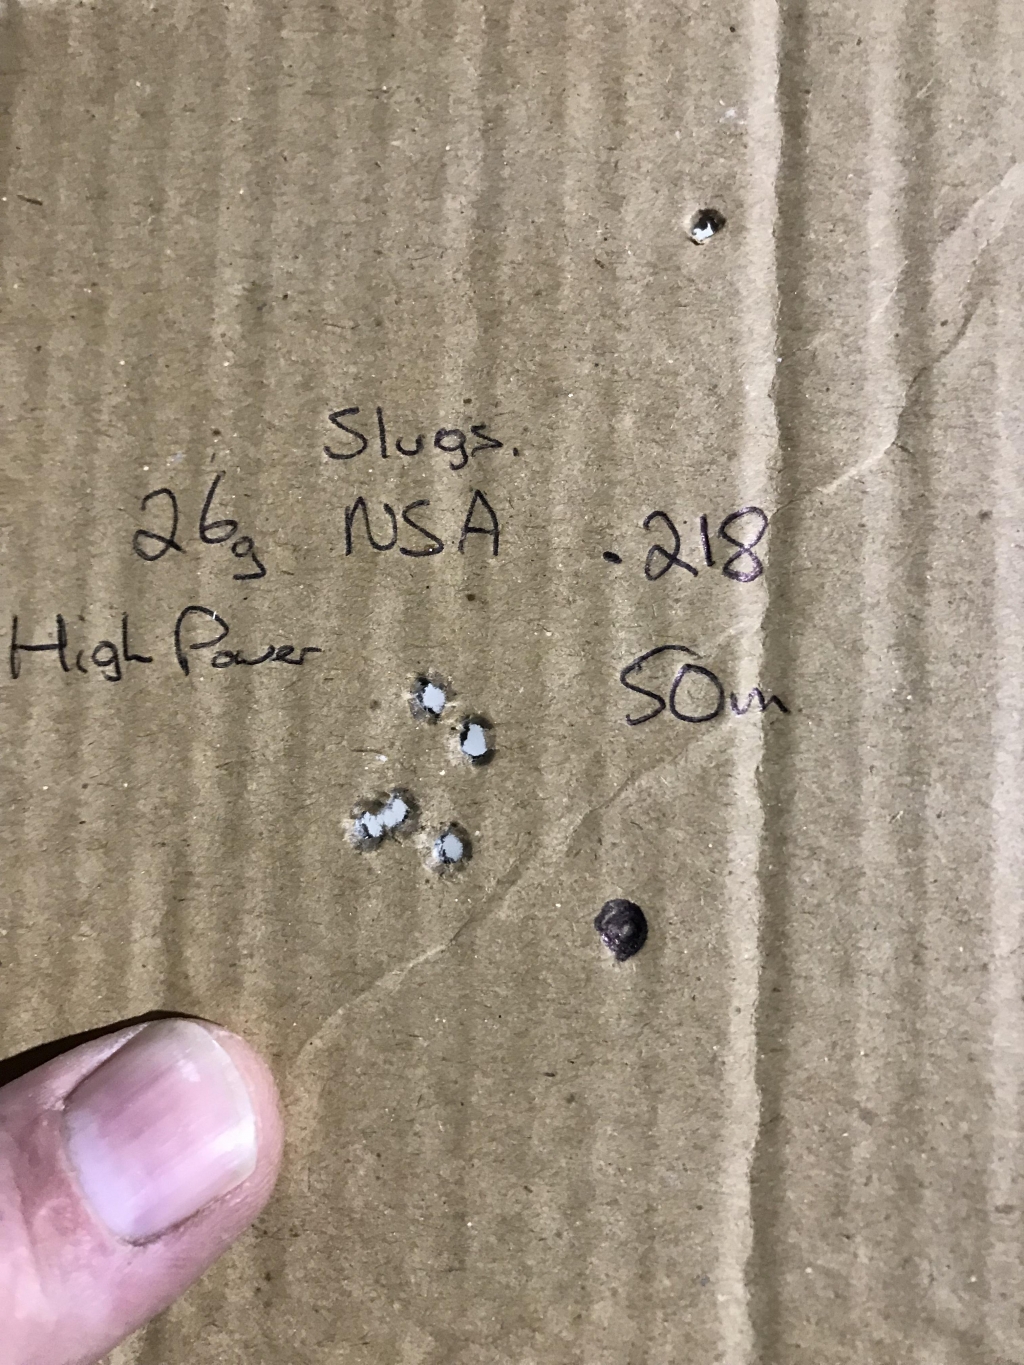 Slugs.
26g NSA .218
High Power
50m